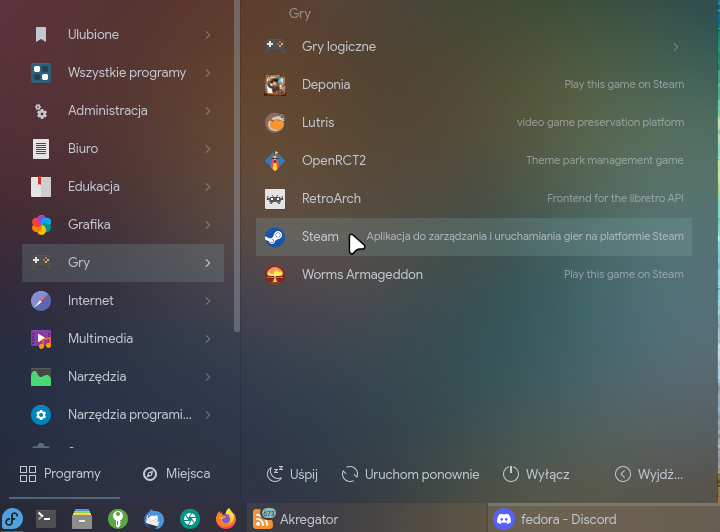 Ulubione
Wszystkie programy
Administracja
Biuro
Edukacja
Grafika
Gry
Internet
Multimedia
Narzędzia
Narzędzia programi...
Gry
Gry logiczne
Deponia Play this game on Steam
Lutris video game preservation platform
OpenRCT2 Theme park management game
RetroArch Frontend for the libretro API
Steam Aplikacja do zarządzania i uruchamiania gier na platformie Steam
Worms Armageddon Play this game on Steam
Programy Miejsca Uśpij Uruchom ponownie Wyłącz Wyjdź...
673 Akregator fedora - Discord